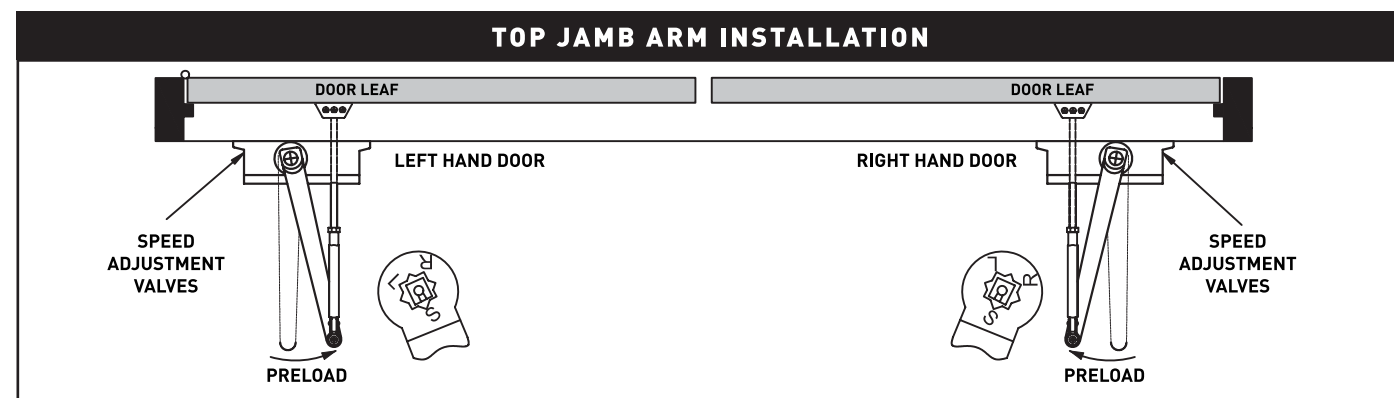 TOP JAMB ARM INSTALLATION
DOOR LEAF
DOOR LEAF
LEFT HAND DOOR
RIGHT HAND DOOR
SPEED
ADJUSTMENT
VALVES
SPEED
ADJUSTMENT
VALVES
L
R
S
L
R
S
PRELOAD
PRELOAD